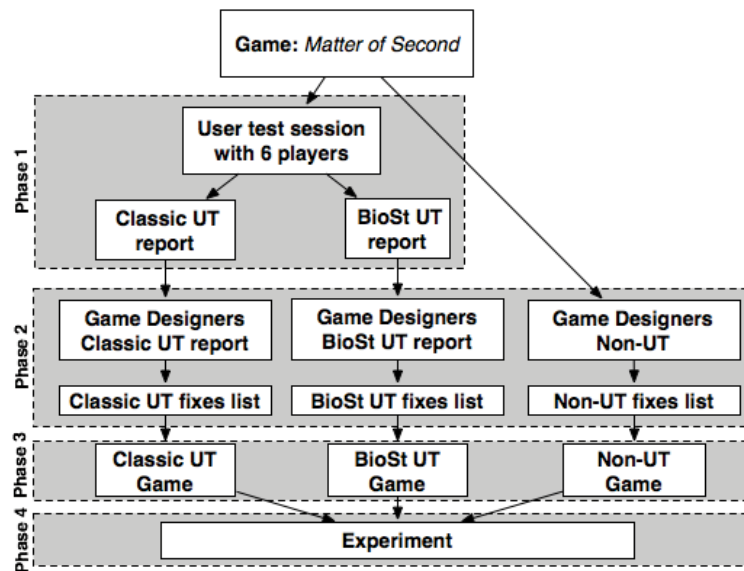 Game: Matter of Second
Phase 1
User test session
with 6 players
Classic UT
report
BioSt UT
report
Phase 2
Game Designers
Classic UT report
Game Designers
BioSt UT report
Game Designers
Non-UT
Classic UT fixes list
BioSt UT fixes list
Non-UT fixes list
Phase 3
Classic UT
Game
BioSt UT
Game
Non-UT
Game
Phase 4
Experiment